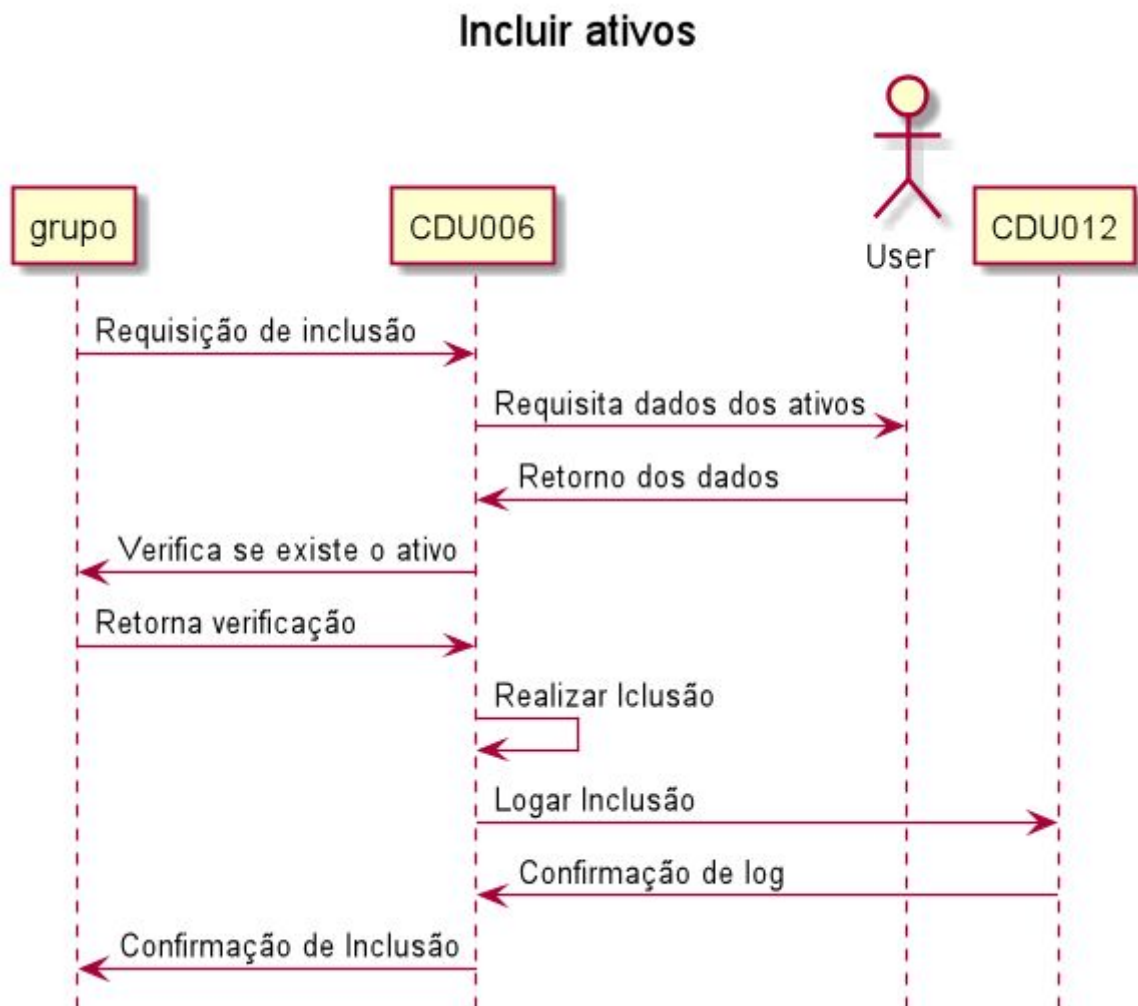 Incluir ativos
grupo
CDU006
User
CDU012
Requisição de inclusão
Requisita dados dos ativos
Retorno dos dados
Verifica se existe o ativo
Retorna verificação
Realizar Iclusão
Logar Inclusão
Confirmação de log
Confirmação de Inclusão